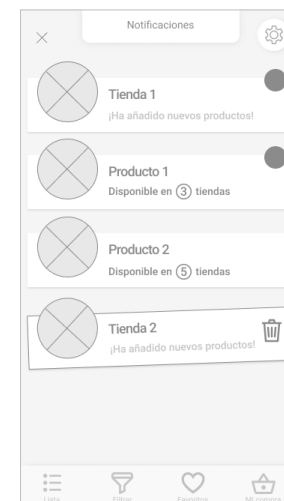 Notificaciones
Tienda 1
¡Ha añadido nuevos productos!
Producto 1
Disponible en 3 tiendas
Producto 2
Disponible en 5 tiendas
Tienda 2
¡Ha añadido nuevos productos!
Lista Filtrar Favoritos Mi compra